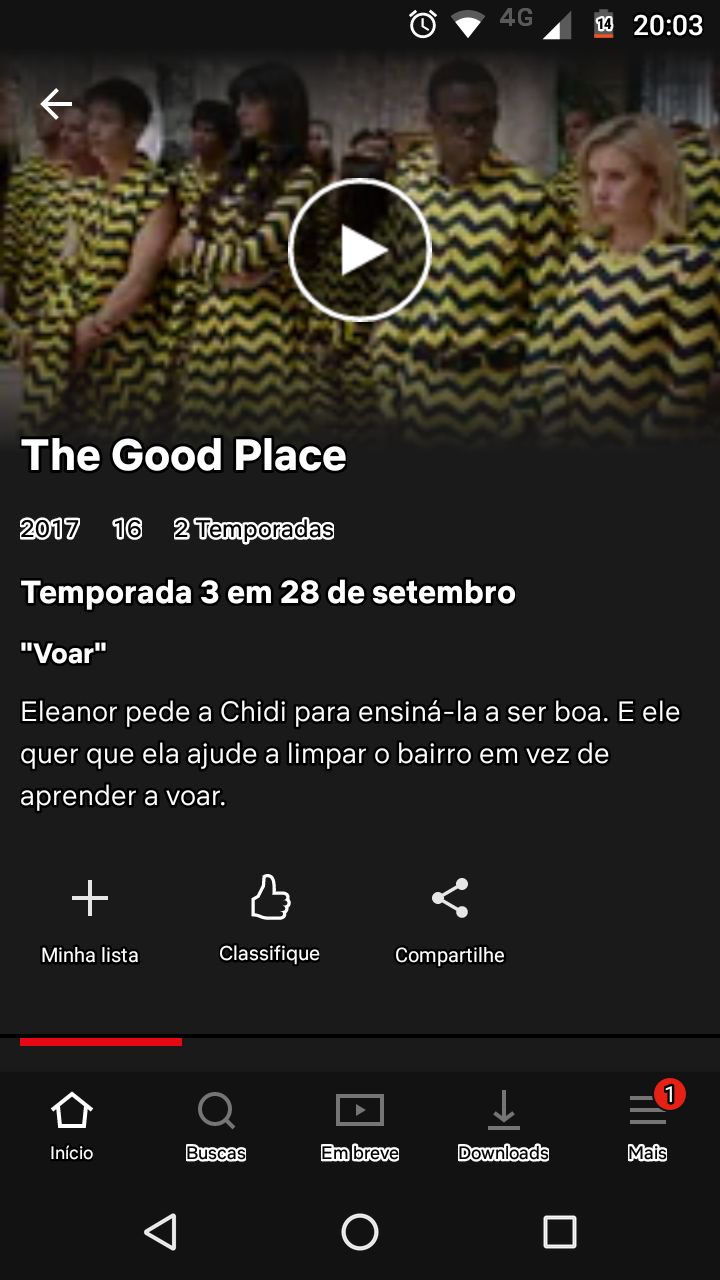 4G 14 20:03
The Good Place
2017 16 2 Temporadas
Temporada 3 em 28 de setembro
"Voar"
Eleanor pede a Chidi para ensiná-la a ser boa. E ele
quer que ela ajude a limpar o bairro em vez de
aprender a voar.
Minha lista Classifique Compartilhe
1
Início Buscas Em breve Downloads Mais